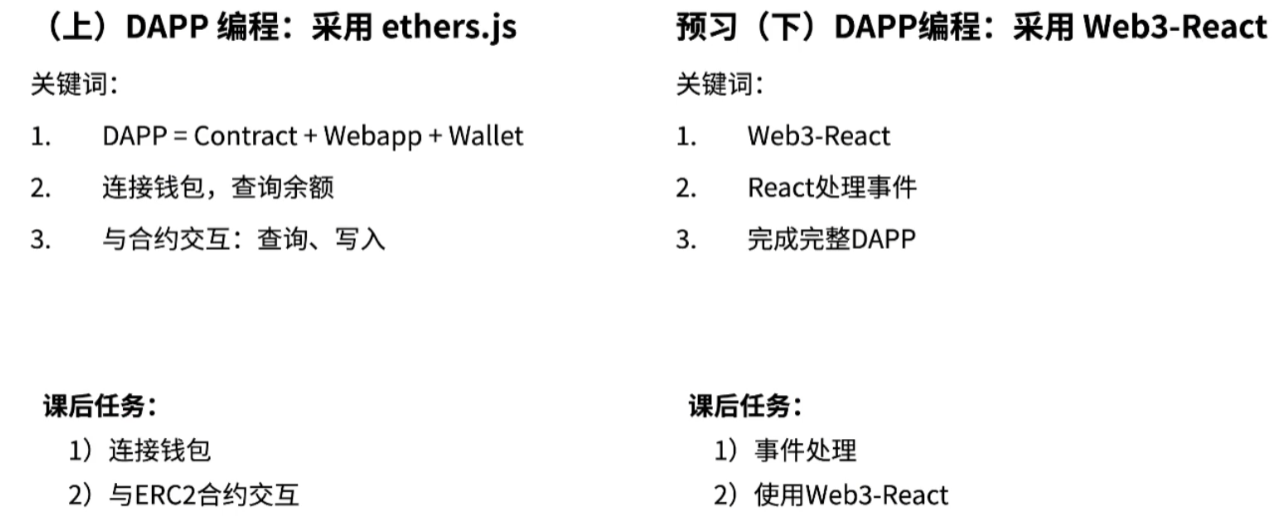 （上）DAPP 编程：采用 ethers.js
关键词：
1. DAPP = Contract + Webapp + Wallet
2. 连接钱包，查询余额
3. 与合约交互：查询、写入
课后任务：
1）连接钱包
2）与ERC2合约交互
预习（下）DAPP编程：采用 Web3-React
关键词：
1. Web3-React
2. React处理事件
3. 完成完整DAPP
课后任务：
1）事件处理
2）使用Web3-React